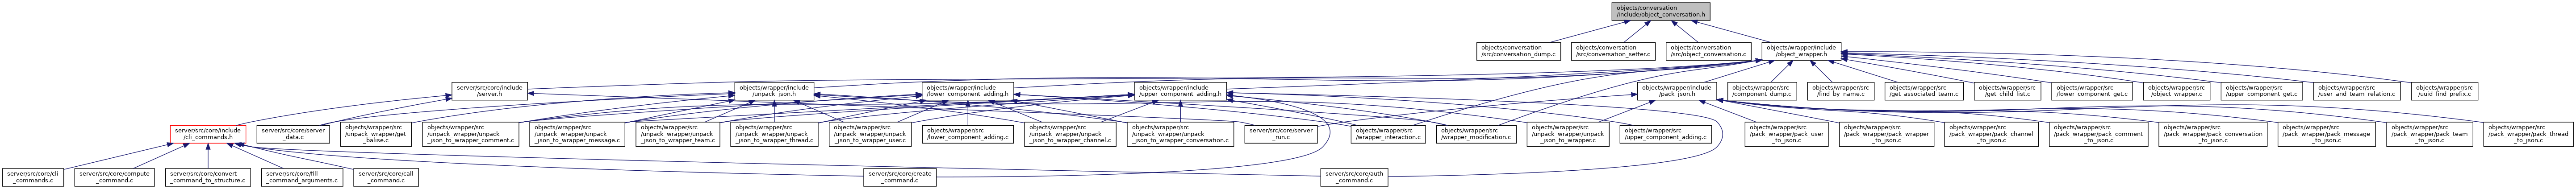 objects/conversation
/include/object_conversation.h
objects/conversation
/src/conversation_dump.c
objects/conversation
/src/conversation_setter.c
objects/conversation
/src/object_conversation.c
objects/wrapper/include
/object_wrapper.h
server/src/core/include
/server.h
objects/wrapper/include
/unpack_json.h
objects/wrapper/include
/lower_component_adding.h
objects/wrapper/include
/upper_component_adding.h
objects/wrapper/include
/pack_json.h
objects/wrapper/src
/component_dump.c
objects/wrapper/src
/find_by_name.c
objects/wrapper/src
/get_associated_team.c
objects/wrapper/src
/get_child_list.c
objects/wrapper/src
/lower_component_get.c
objects/wrapper/src
/object_wrapper.c
objects/wrapper/src
/upper_component_get.c
objects/wrapper/src
/user_and_team_relation.c
objects/wrapper/src
/uuid_find_prefix.c
server/src/core/include
/cli_commands.h
server/src/core/server
_data.c
objects/wrapper/src
/unpack_wrapper/get
_balise.c
objects/wrapper/src
/unpack_wrapper/unpack
_json_to_wrapper_comment.c
objects/wrapper/src
/unpack_wrapper/unpack
_json_to_wrapper_message.c
objects/wrapper/src
/unpack_wrapper/unpack
_json_to_wrapper_team.c
objects/wrapper/src
/unpack_wrapper/unpack
_json_to_wrapper_thread.c
objects/wrapper/src
/unpack_wrapper/unpack
_json_to_wrapper_user.c
objects/wrapper/src
/lower_component_adding.c
objects/wrapper/src
/unpack_wrapper/unpack
_json_to_wrapper_channel.c
objects/wrapper/src
/unpack_wrapper/unpack
_json_to_wrapper_conversation.c
server/src/core/server
_run.c
objects/wrapper/src
/wrapper_interaction.c
objects/wrapper/src
/wrapper_modification.c
objects/wrapper/src
/unpack_wrapper/unpack
_json_to_wrapper.c
objects/wrapper/src
/upper_component_adding.c
objects/wrapper/src
/pack_wrapper/pack_user
_to_json.c
objects/wrapper/src
/pack_wrapper/pack_wrapper
_to_json.c
objects/wrapper/src
/pack_wrapper/pack_channel
_to_json.c
objects/wrapper/src
/pack_wrapper/pack_comment
_to_json.c
objects/wrapper/src
/pack_wrapper/pack_conversation
_to_json.c
objects/wrapper/src
/pack_wrapper/pack_message
_to_json.c
objects/wrapper/src
/pack_wrapper/pack_team
_to_json.c
objects/wrapper/src
/pack_wrapper/pack_thread
_to_json.c
server/src/core/cli
_commands.c
server/src/core/compute
_command.c
server/src/core/convert
_command_to_structure.c
server/src/core/fill
_command_arguments.c
server/src/core/call
_command.c
server/src/core/create
_command.c
server/src/core/auth
_command.c